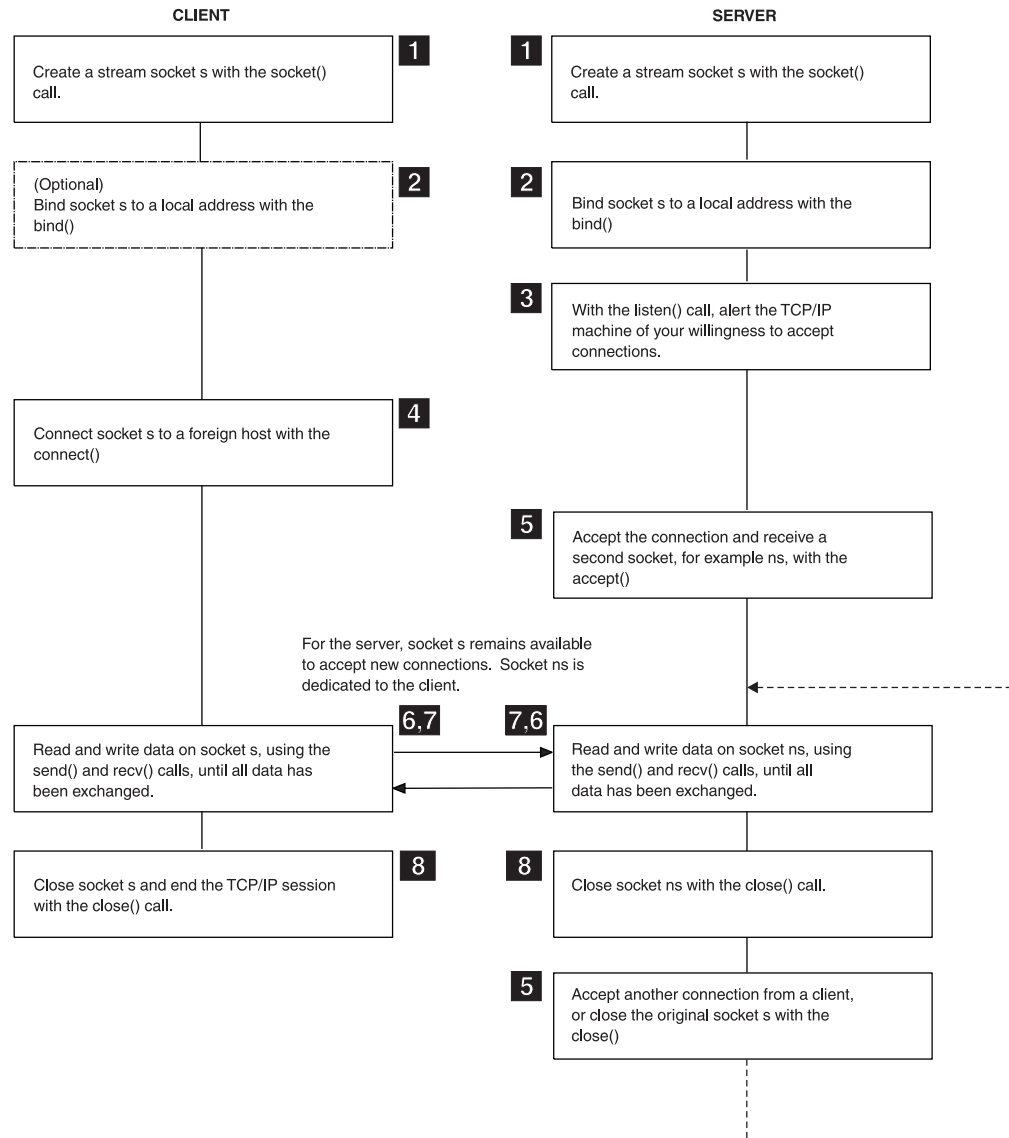 CLIENT
SERVER
1
1
Create a stream socket s with the socket()
call.
Create a stream socket s with the socket()
call.
2
2
(Optional)
Bind socket s to a local address with the
bind()
Bind socket s to a local address with the
bind()
3
With the listen() call, alert the TCP/IP
machine of your willingness to accept
connections.
4
Connect socket s to a foreign host with the
connect()
5
Accept the connection and receive a
second socket, for example ns, with the
accept()
For the server, socket s remains available
to accept new connections. Socket ns is
dedicated to the client.
6,7
7,6
Read and write data on socket s, using the
send() and recv() calls, until all data has
been exchanged.
Read and write data on socket ns, using
the send() and recv() calls, until all
data has been exchanged.
8
8
Close socket s and end the TCP/IP session
with the close() call.
Close socket ns with the close() call.
5
Accept another connection from a client,
or close the original socket s with the
close()